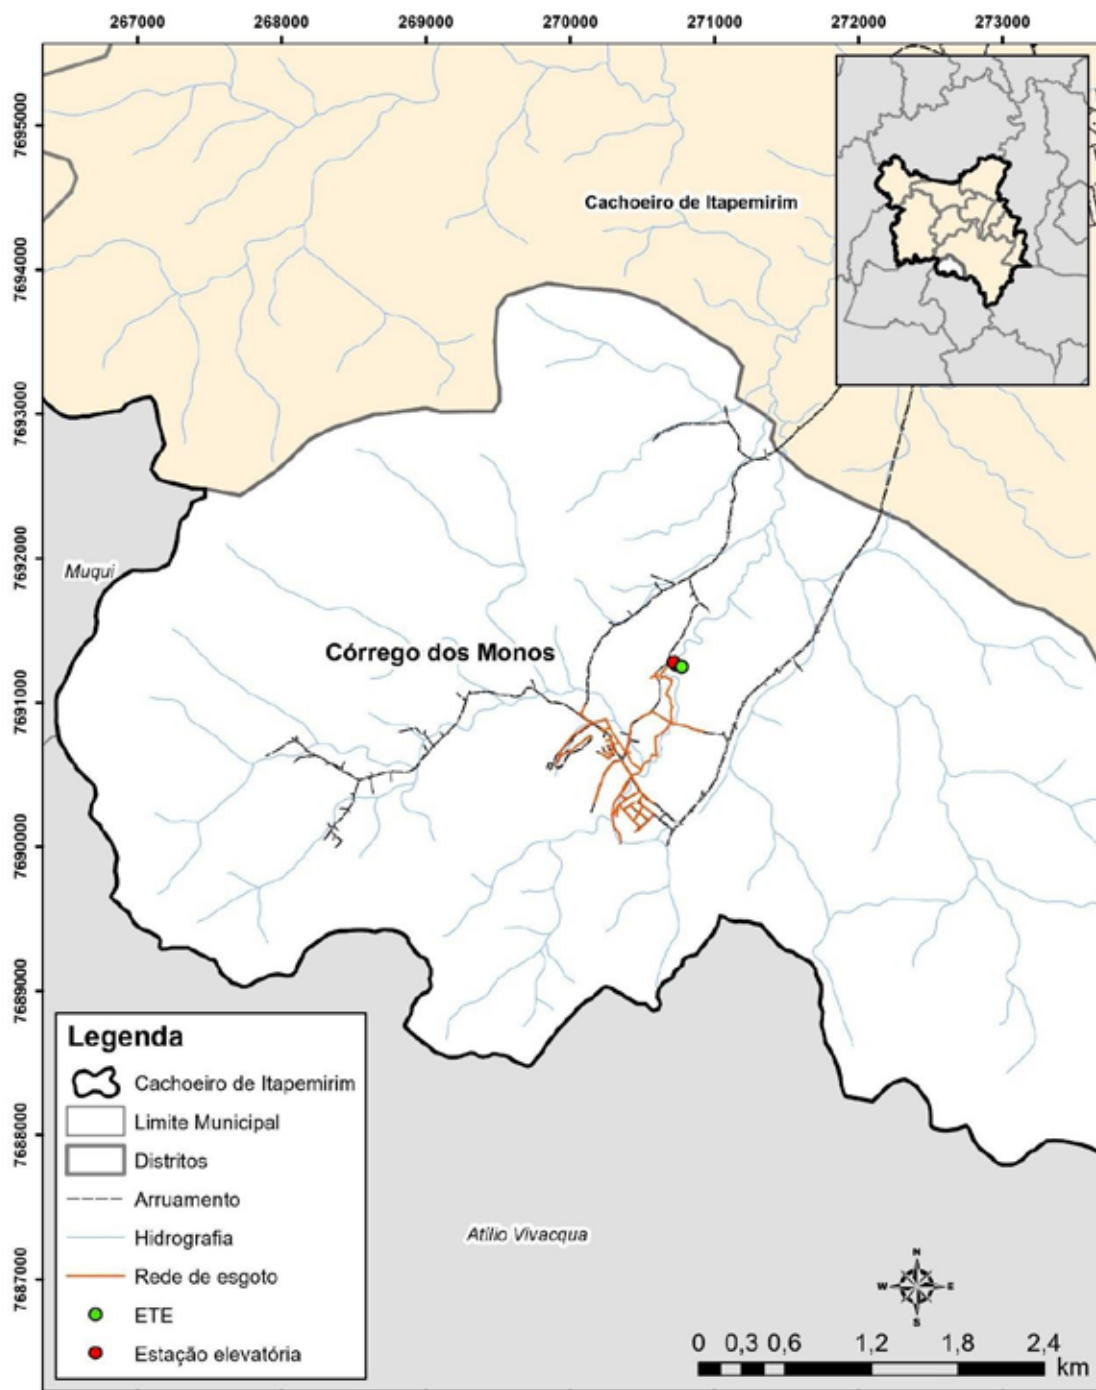 267000 268000 269000 270000 271000 272000 273000
7695000
7694000
7693000
7692000
7691000
7690000
7689000
7688000
7687000
Cachoeiro de Itapemirim
Muqui
Córrego dos Monos
Atílio Vivacqua
Legenda
Cachoeiro de Itapemirim
Limite Municipal
Distritos
Arruamento
Hidrografia
Rede de esgoto
ETE
Estação elevatória
N
W E
S
0 0,3 0,6 1,2 1,8 2,4
km